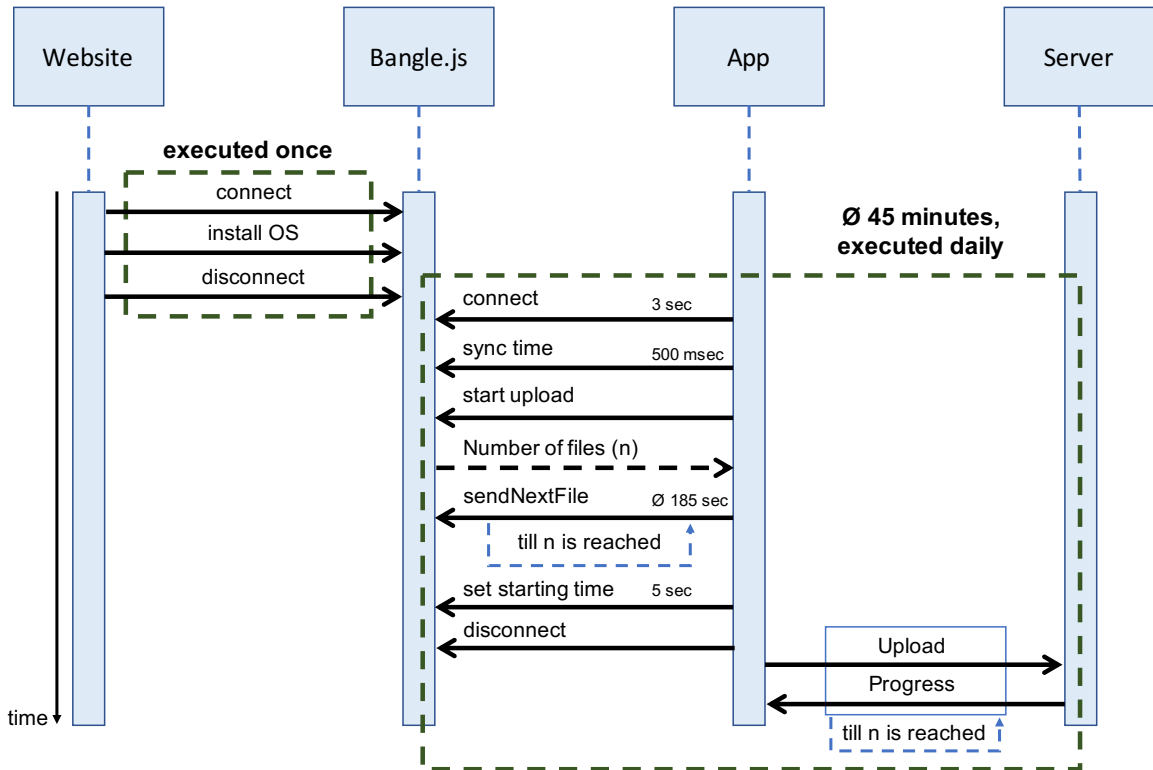 Website
Bangle.js
App
Server
executed once
connect
install OS
disconnect
Ø 45 minutes,
executed daily
connect 3 sec
sync time 500 msec
start upload
Number of files (n)
sendNextFile Ø 185 sec
till n is reached
set starting time 5 sec
disconnect
Upload
Progress
till n is reached
time